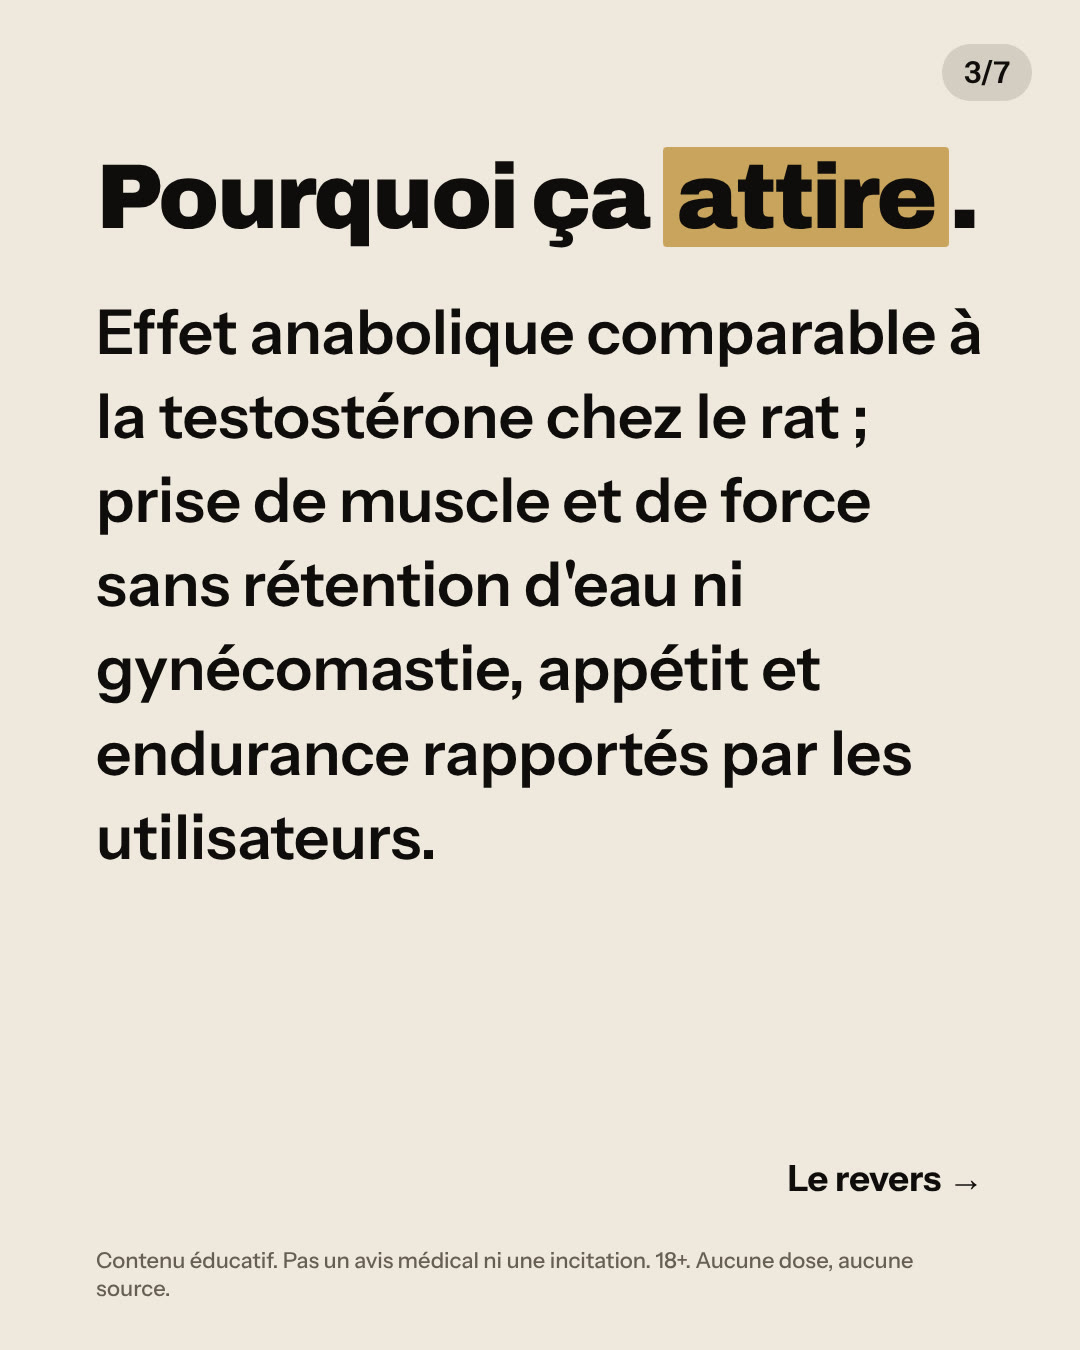 3/7
Pourquoi ça attire.
Effet anabolique comparable à
la testostérone chez le rat ;
prise de muscle et de force
sans rétention d'eau ni
gynécomastie, appétit et
endurance rapportés par les
utilisateurs.
Le revers →
Contenu éducatif. Pas un avis médical ni une incitation. 18+. Aucune dose, aucune
source.